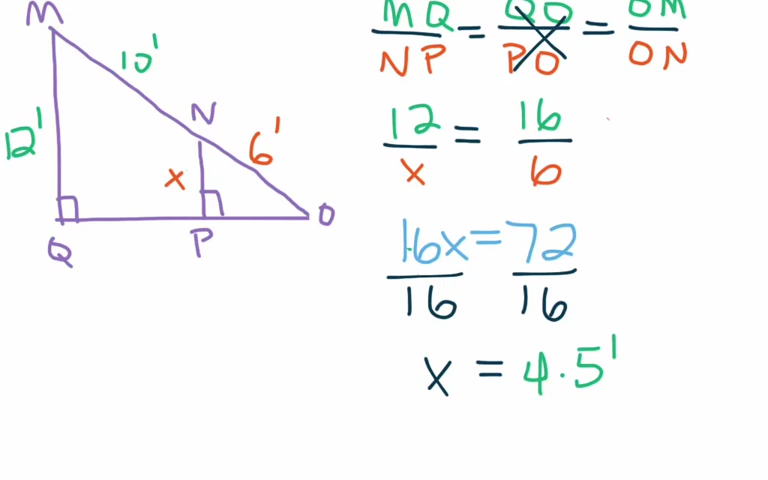 M
10'
12'
N
6'
x
O
Q
P
MQ = QO = OM
NP PO ON
12 = 16
x 6
16x = 72
16 16
x = 4.5'